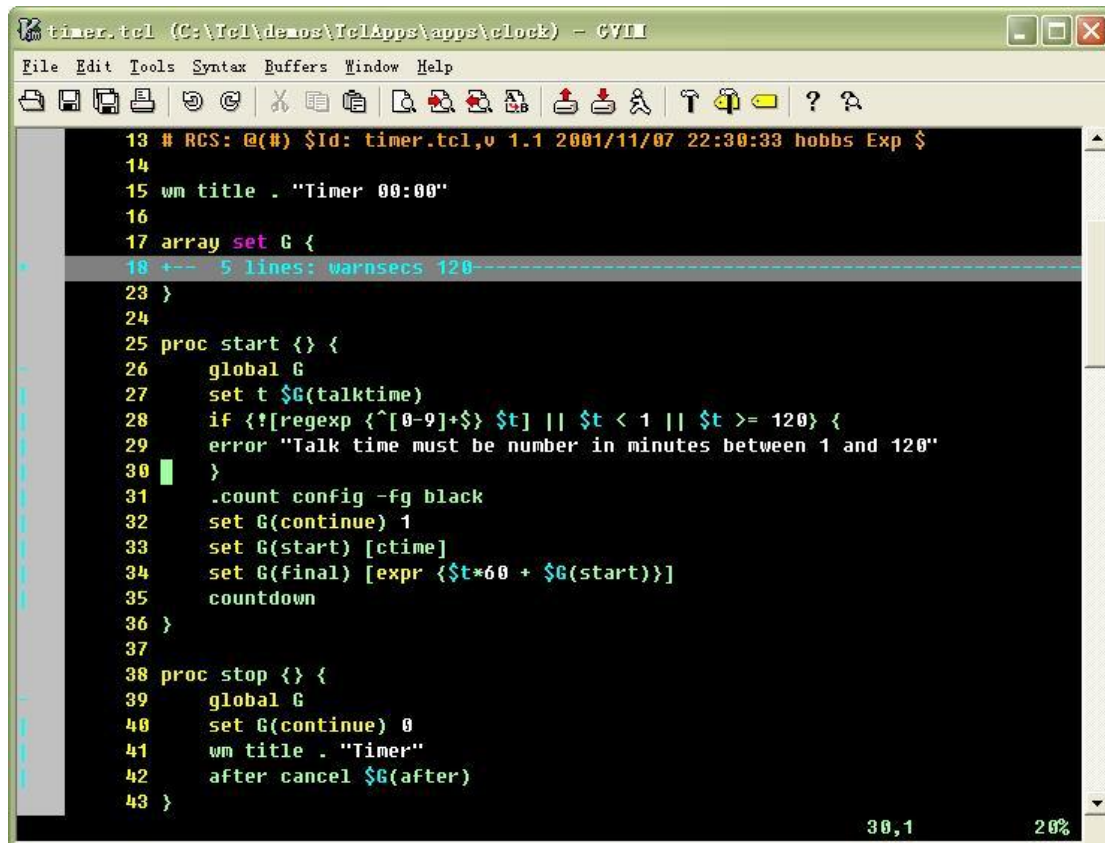 timer.tcl (C:\Tcl\demos\TclApps\apps\clock) - GVIM
File Edit Tools Syntax Buffers Window Help
13 # RCS: @(#) $Id: timer.tcl,v 1.1 2001/11/07 22:30:33 hobbs Exp $
14
15 wm title . "Timer 00:00"
16
17 array set G {
18 +--  5 lines: warnsecs 120----------------------------------------------------
23 }
24
25 proc start {} {
26     global G
27     set t $G(talktime)
28     if {![regexp {^[0-9]+$} $t] || $t < 1 || $t >= 120} {
29     error "Talk time must be number in minutes between 1 and 120"
30     }
31     .count config -fg black
32     set G(continue) 1
33     set G(start) [ctime]
34     set G(final) [expr {$t*60 + $G(start)}]
35     countdown
36 }
37
38 proc stop {} {
39     global G
40     set G(continue) 0
41     wm title . "Timer"
42     after cancel $G(after)
43 }
30,1 20%